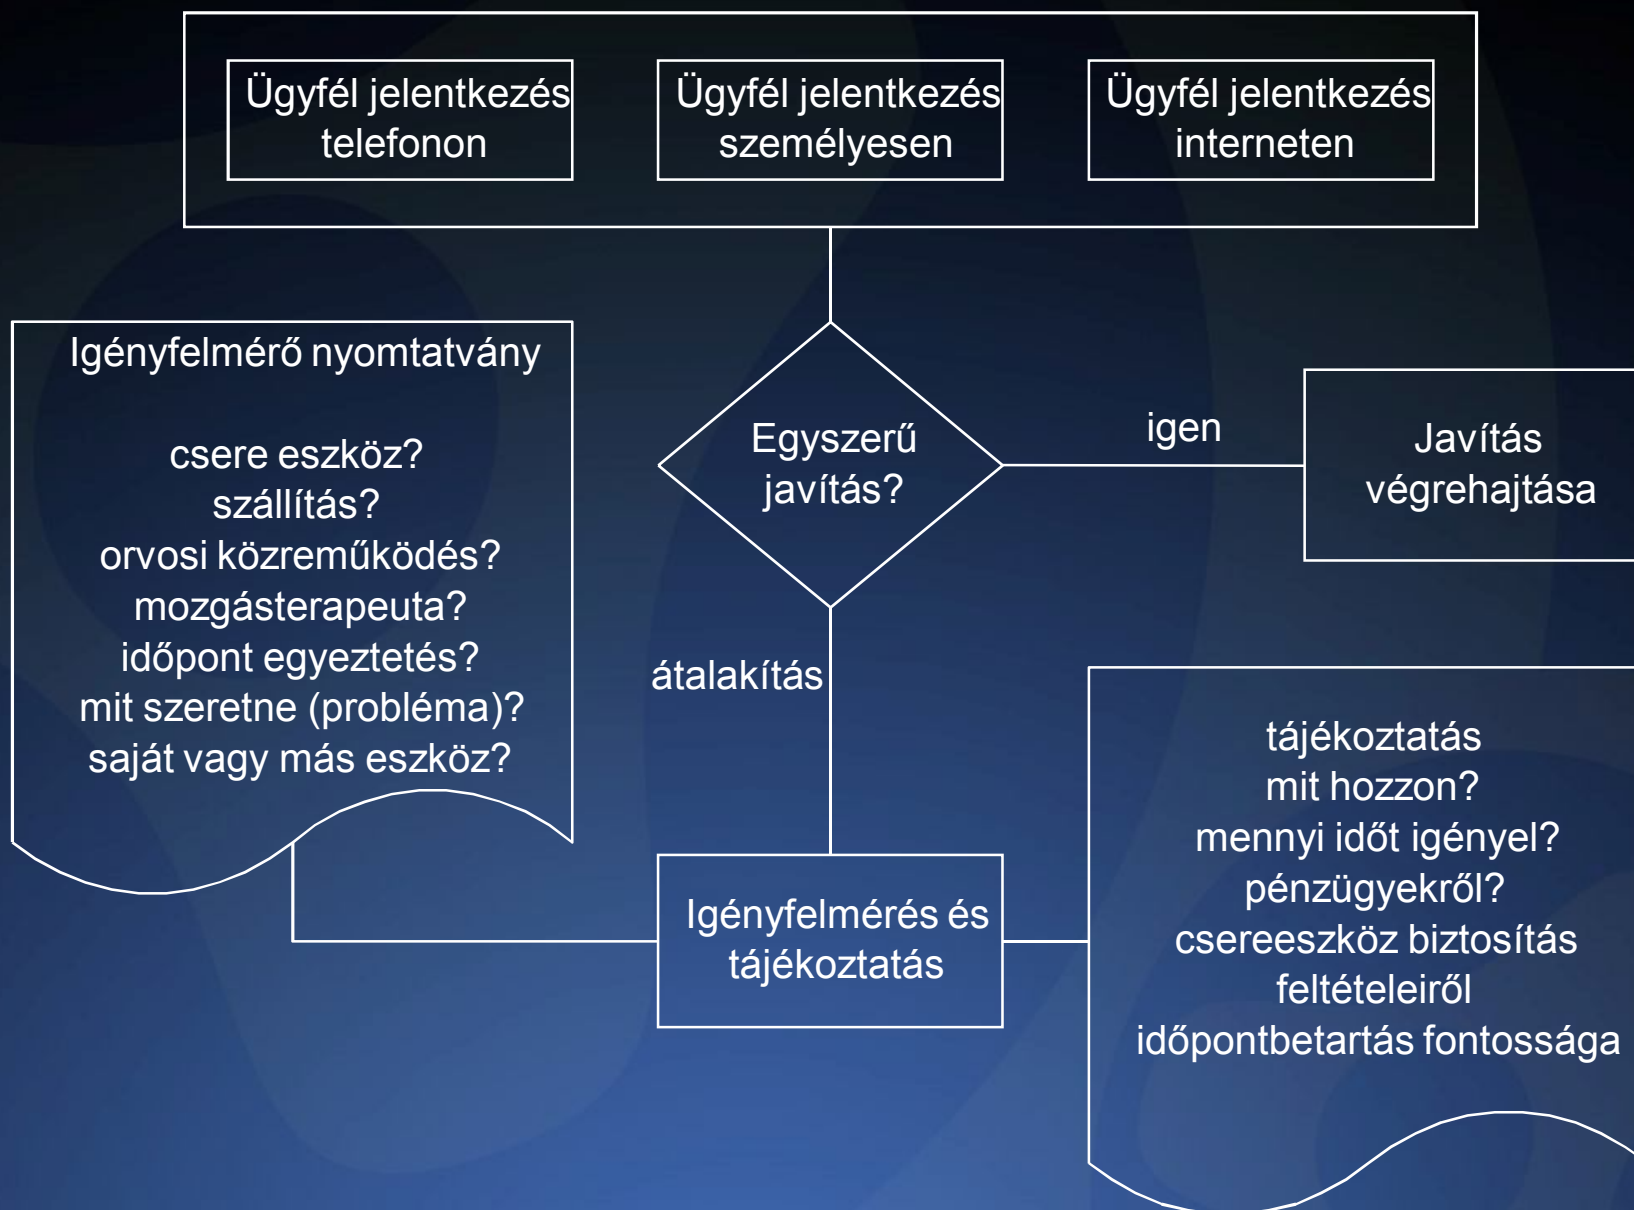 Ügyfél jelentkezés
telefonon
Ügyfél jelentkezés
személyesen
Ügyfél jelentkezés
interneten
Igényfelmérő nyomtatvány
csere eszköz?
szállítás?
orvosi közreműködés?
mozgásterapeuta?
időpont egyeztetés?
mit szeretne (probléma)?
saját vagy más eszköz?
Egyszerű
javítás?
igen
Javítás
végrehajtása
átalakítás
Igényfelmérés és
tájékoztatás
tájékoztatás
mit hozzon?
mennyi időt igényel?
pénzügyekről?
csereeszköz biztosítás
feltételeiről
időpontbetartás fontossága